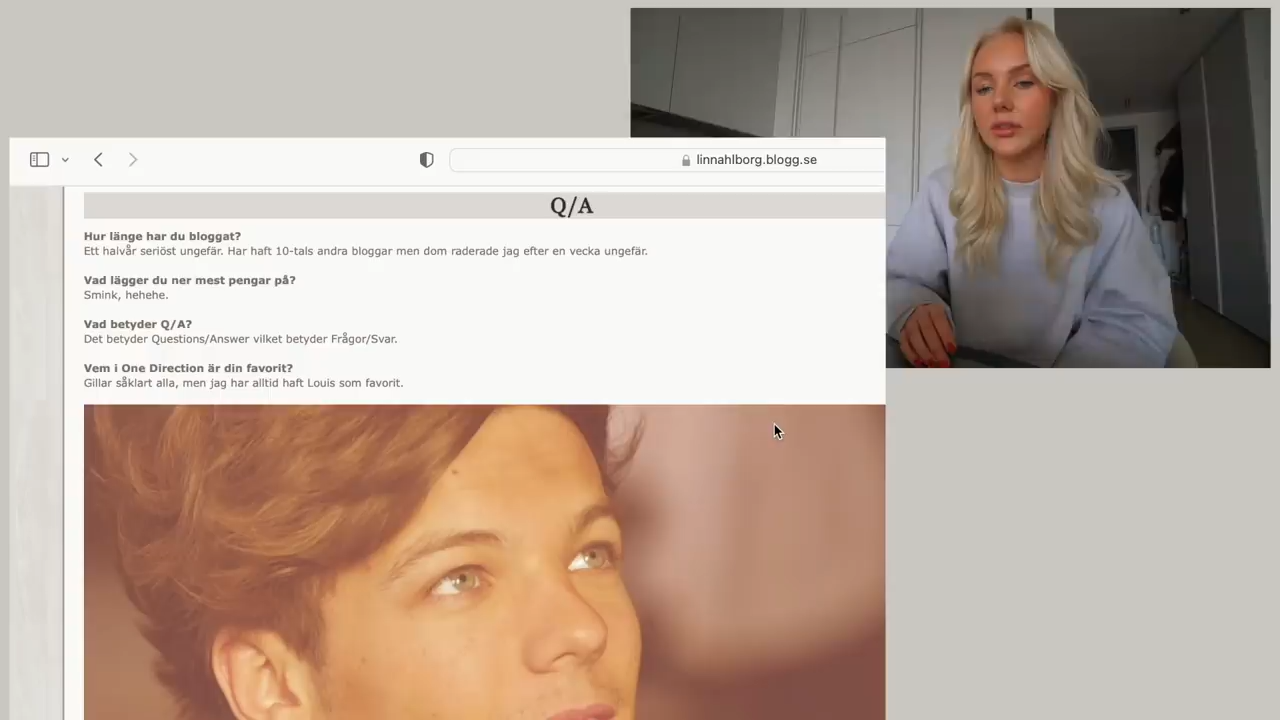 linnahlborg.blogg.se
Q/A
Hur länge har du bloggat?
Ett halvår seriöst ungefär. Har haft 10-tals andra bloggar men dom raderade jag efter en vecka ungefär.
Vad lägger du ner mest pengar på?
Smink, hehehe.
Vad betyder Q/A?
Det betyder Questions/Answer vilket betyder Frågor/Svar.
Vem i One Direction är din favorit?
Gillar såklart alla, men jag har alltid haft Louis som favorit.